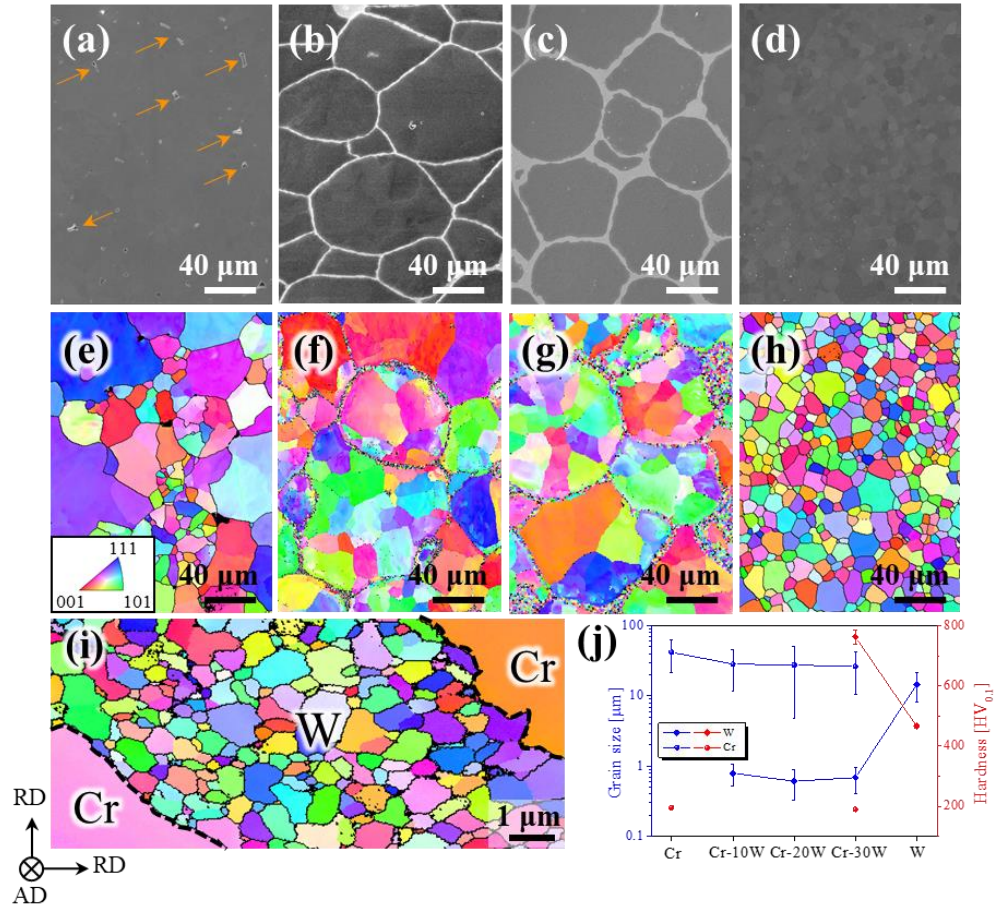 (a)
(b)
(c)
(d)
40 μm
40 μm
40 μm
40 μm
(e)
(f)
(g)
(h)
111
001
101
40 μm
40 μm
40 μm
40 μm
(i)
Cr
W
Cr
1 μm
RD
RD
AD
(j)
100
10
1
0.1
Grain size [μm]
W
Cr
800
600
400
200
Hardness [HV0.1]
Cr
Cr-10W
Cr-20W
Cr-30W
W